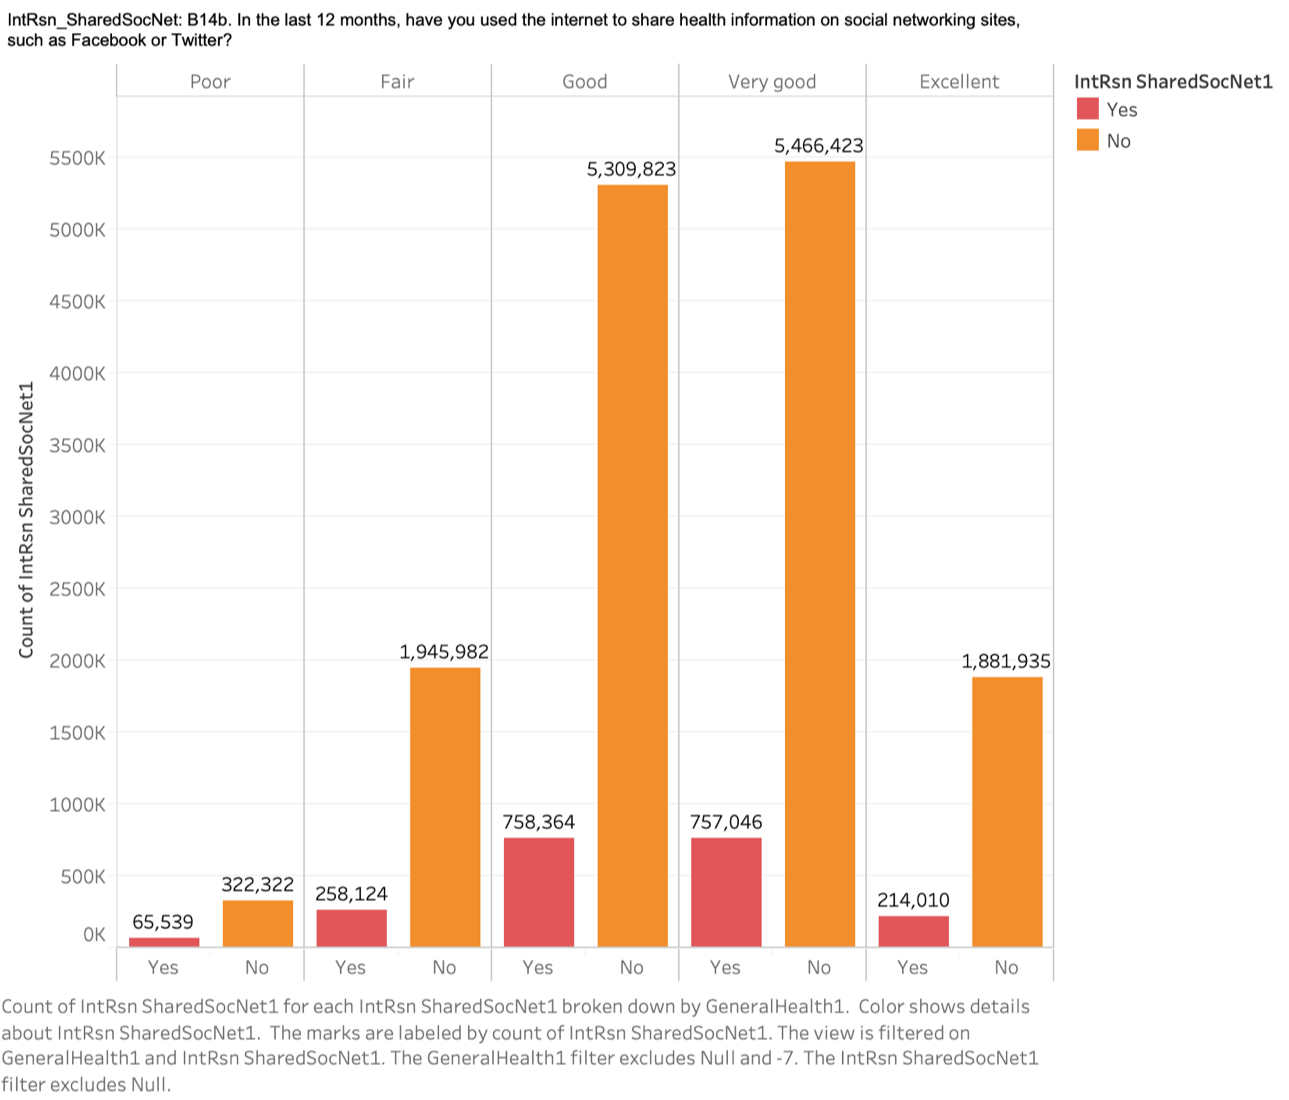 IntRsn_SharedSocNet: B14b. In the last 12 months, have you used the internet to share health information on social networking sites,
such as Facebook or Twitter?
Poor Fair Good Very good Excellent
IntRsn SharedSocNet1
Yes
No
Count of IntRsn SharedSocNet1
5500K
5000K
4500K
4000K
3500K
3000K
2500K
2000K
1500K
1000K
500K
0K
65,539
322,322
258,124
1,945,982
758,364
5,309,823
757,046
5,466,423
214,010
1,881,935
Yes No Yes No Yes No Yes No Yes No
Count of IntRsn SharedSocNet1 for each IntRsn SharedSocNet1 broken down by GeneralHealth1. Color shows details
about IntRsn SharedSocNet1. The marks are labeled by count of IntRsn SharedSocNet1. The view is filtered on
GeneralHealth1 and IntRsn SharedSocNet1. The GeneralHealth1 filter excludes Null and -7. The IntRsn SharedSocNet1
filter excludes Null.